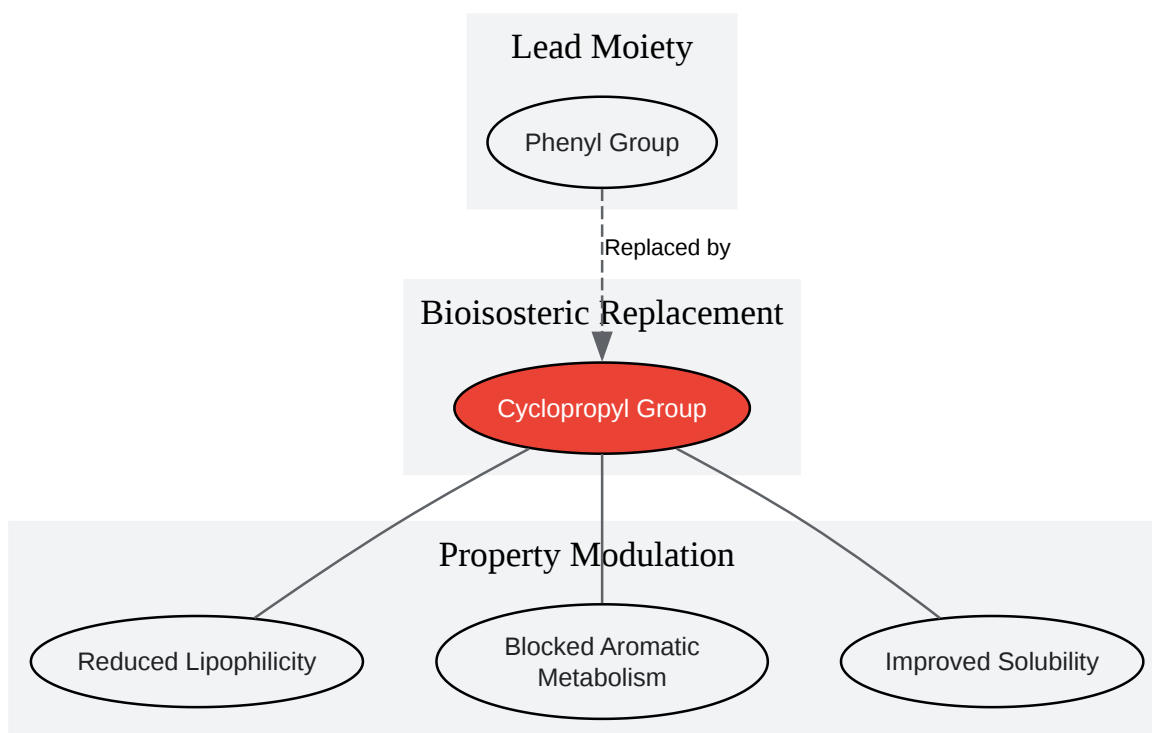 Lead Moiety
Phenyl Group
Replaced by
Bioisosteric Replacement
Cyclopropyl Group
Property Modulation
Reduced Lipophilicity
Blocked Aromatic
Metabolism
Improved Solubility